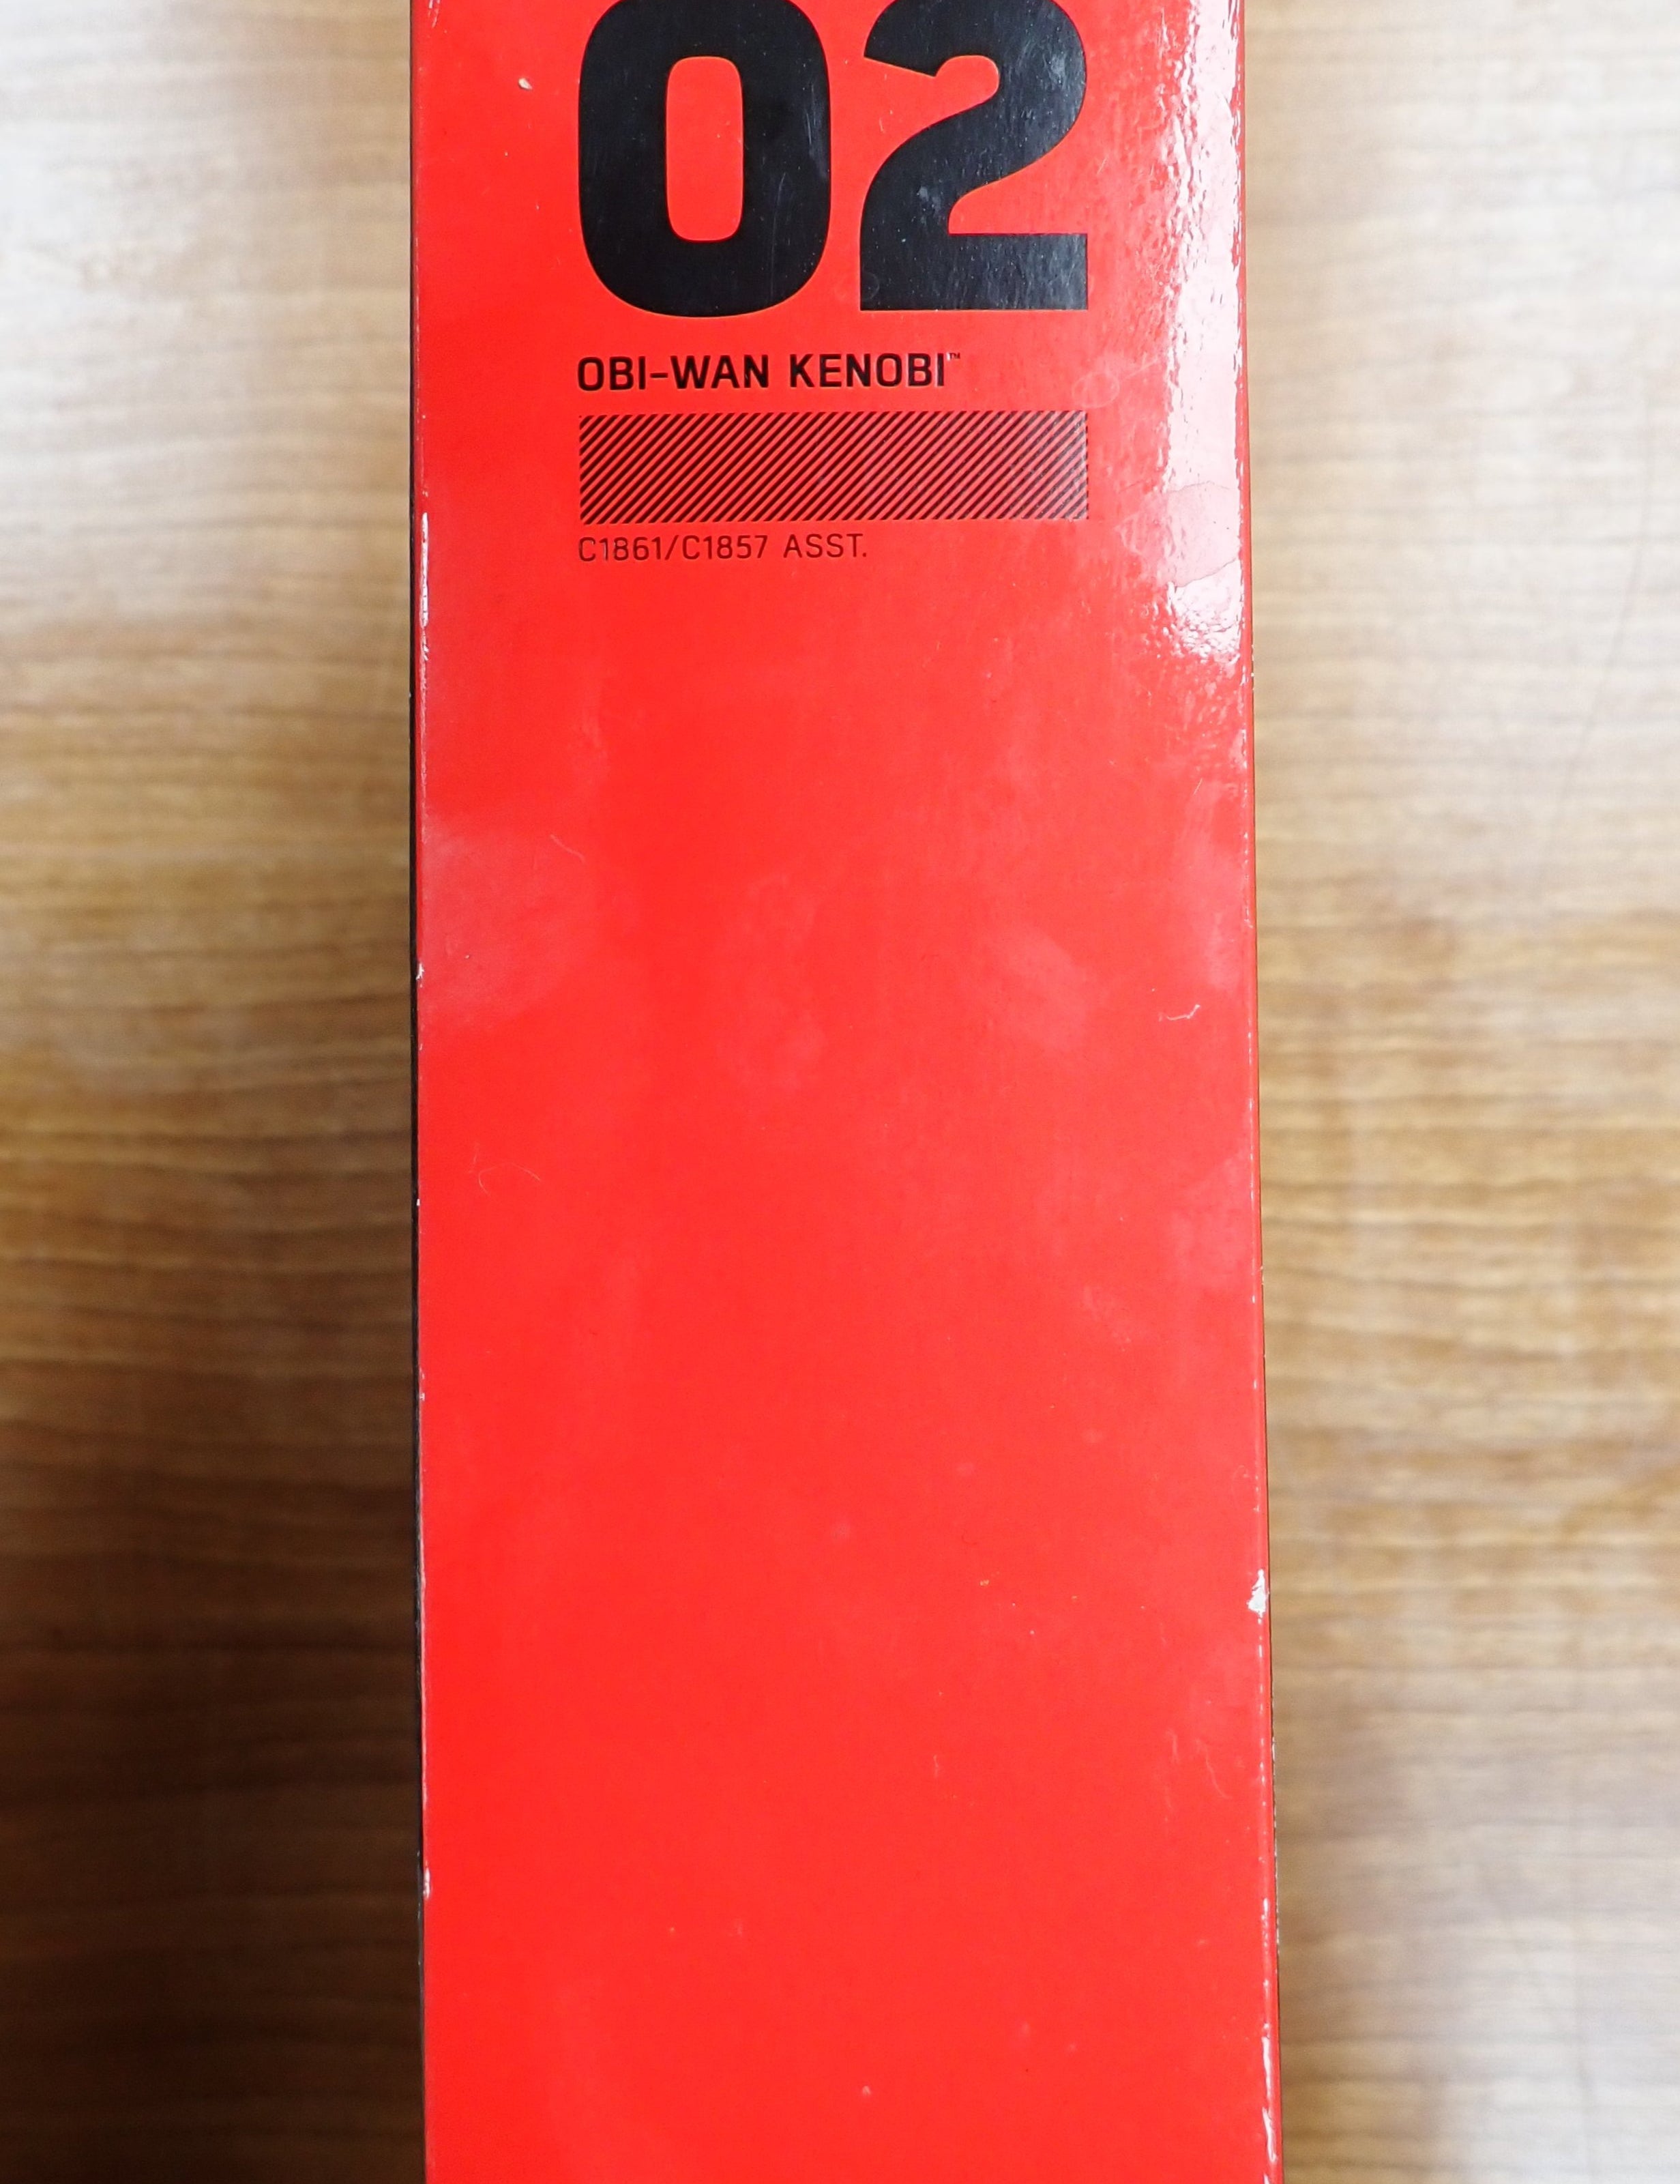 02
OBI-WAN KENOBI™
C1861/C1857 ASST.